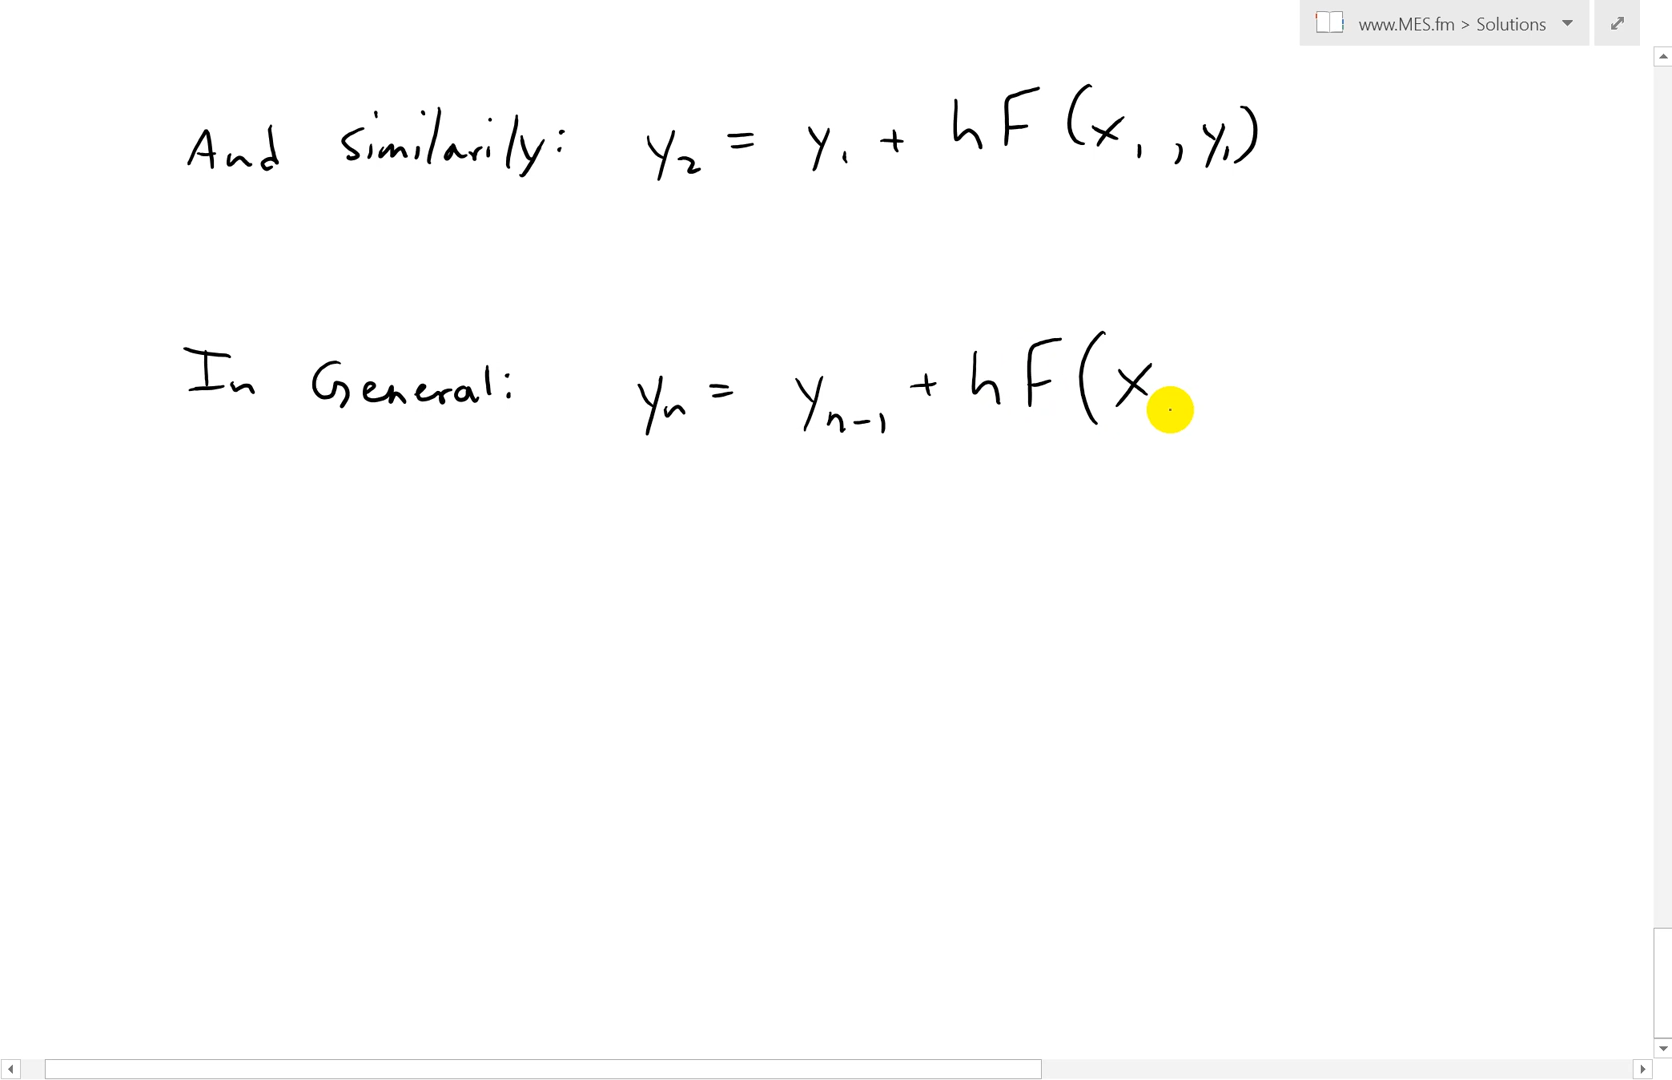 www.MES.fm > Solutions
And similarily: y₂ = y₁ + hF(x₁, y₁)
In General: yₙ = yₙ₋₁ + hF(x